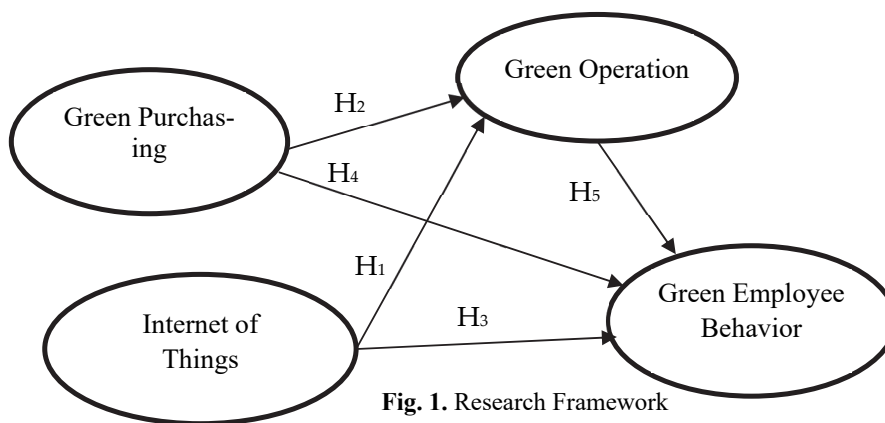 Green Operation
Green Purchas-
ing
H2
H4
H5
H1
Green Employee
Behavior
Internet of
Things
H3
Fig. 1. Research Framework